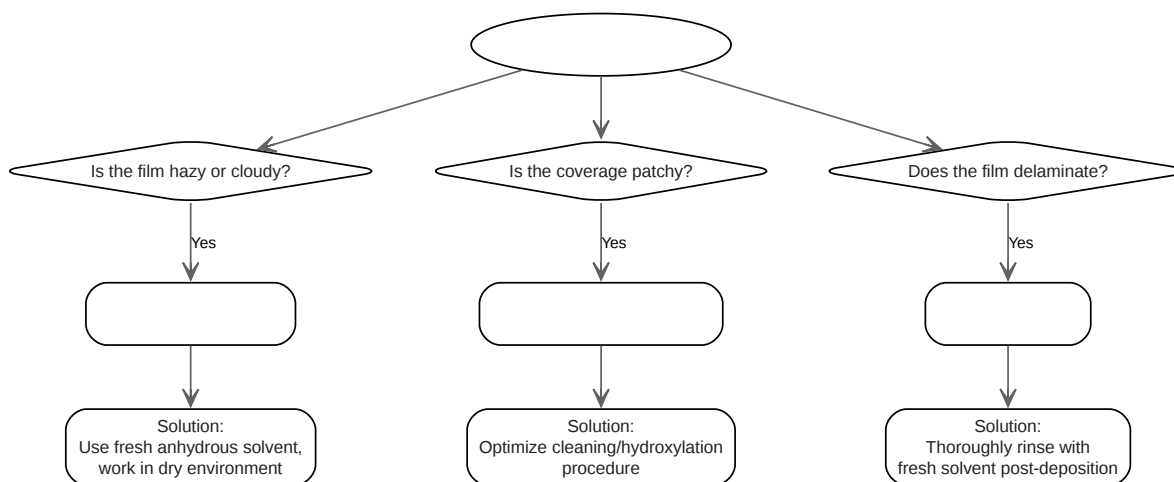 Is the film hazy or cloudy?
Is the coverage patchy?
Does the film delaminate?
Yes
Yes
Yes
Solution:
Use fresh anhydrous solvent,
work in dry environment
Solution:
Optimize cleaning/hydroxylation
procedure
Solution:
Thoroughly rinse with
fresh solvent post-deposition